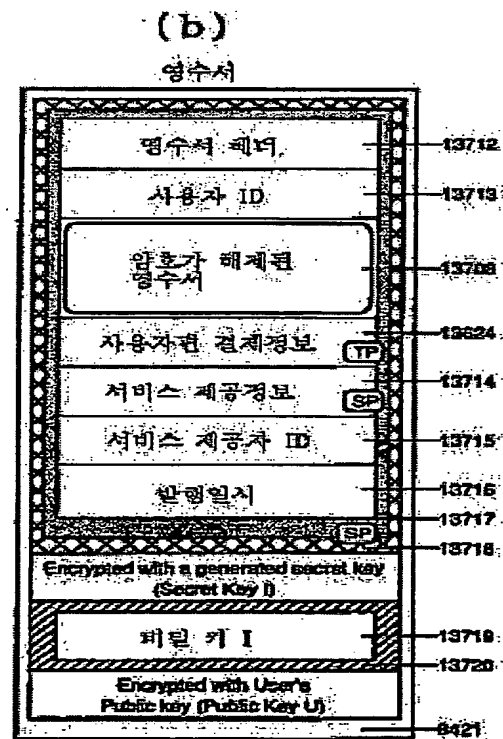 (b)
영수서
영수서 헤더
13712
사용자 ID
13713
암호가 해제된
영수서
13708
사용자편 결제정보
13624
TP
서비스 제공정보
13714
SP
서비스 제공자 ID
13715
발행일시
13716
13717
SP
13718
Encrypted with a generated secret key
(Secret Key I)
비밀 키 I
13719
13720
Encrypted with User's
Public key (Public Key U)
8421